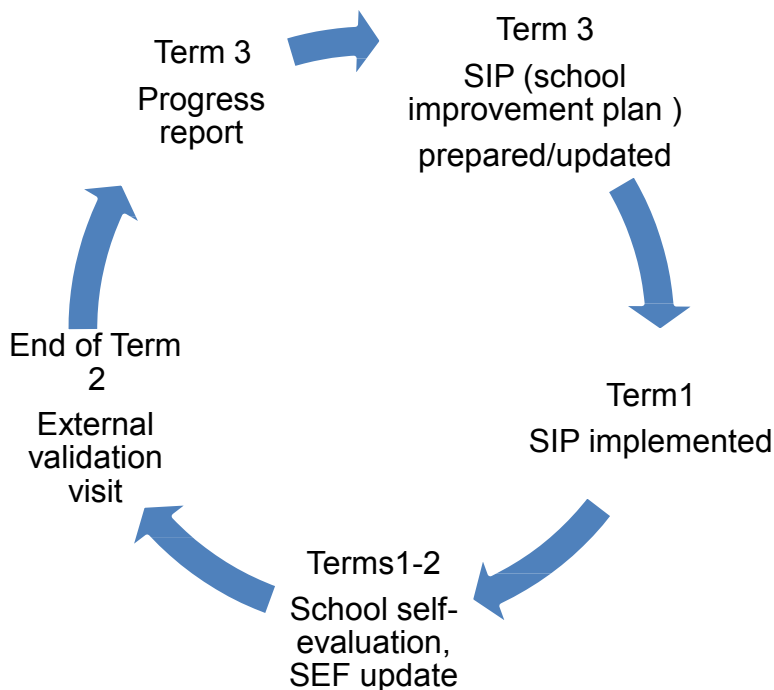 Term 3
SIP (school
improvement plan )
prepared/updated
Term1
SIP implemented
Terms1-2
School self-
evaluation,
SEF update
End of Term
2
External
validation
visit
Term 3
Progress
report